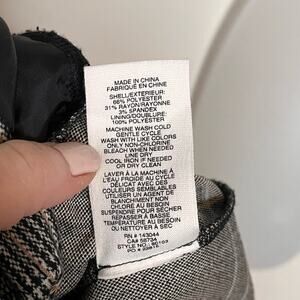 MADE IN CHINA
FABRIQUÉ EN CHINE
SHELL/EXTERIEUR:
66% POLYESTER
31% RAYON/RAYONNE
3% SPANDEX
LINING/DOUBLURE:
100% POLYESTER
MACHINE WASH COLD
GENTLE CYCLE
WASH WITH LIKE COLORS
ONLY NON-CHLORINE
BLEACH WHEN NEEDED
LINE DRY
COOL IRON IF NEEDED
OR DRY CLEAN
LAVER À LA MACHINE À
L'EAU FROIDE AU CYCLE
DÉLICAT AVEC DES
COULEURS SEMBLABLES
UTILISER UN AGENT DE
BLANCHIMENT NON
CHLORÉ AU BESOIN
SUSPENDRE POUR SÉCHER
REPASSER À BASSE
TEMPÉRATURE AU BESOIN
OU NETTOYER À SEC
RN # 143044
CA# 58734
STYLE NO.
PO #